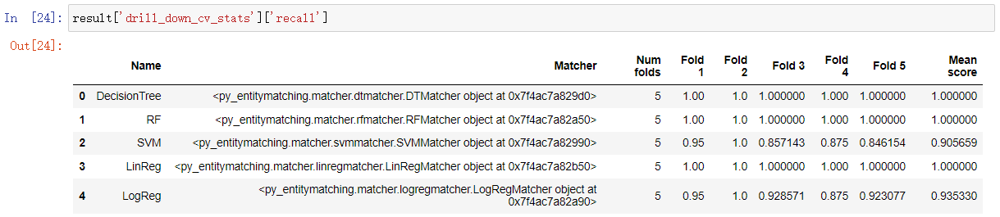 In [24]: result['drill_down_cv_stats']['recall']
Out[24]:
Name Matcher Num folds Fold 1 Fold 2 Fold 3 Fold 4 Fold 5 Mean score
0 DecisionTree <py_entitymatching.matcher.dtmatcher.DTMatcher object at 0x7f4ac7a829d0> 5 1.00 1.0 1.000000 1.000 1.000000 1.000000
1 RF <py_entitymatching.matcher.rfmatcher.RFMatcher object at 0x7f4ac7a82a50> 5 1.00 1.0 1.000000 1.000 1.000000 1.000000
2 SVM <py_entitymatching.matcher.svmmatcher.SVMMatcher object at 0x7f4ac7a82990> 5 0.95 1.0 0.857143 0.875 0.846154 0.905659
3 LinReg <py_entitymatching.matcher.linregmatcher.LinRegMatcher object at 0x7f4ac7a82b50> 5 1.00 1.0 1.000000 1.000 1.000000 1.000000
4 LogReg <py_entitymatching.matcher.logregmatcher.LogRegMatcher object at 0x7f4ac7a82a90> 5 0.95 1.0 0.928571 0.875 0.923077 0.935330